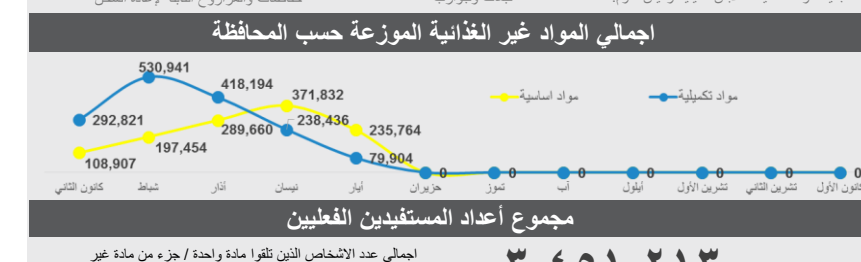 اجمالي المواد غير الغذائية الموزعة حسب المحافظة
مواد تكميلية
مواد اساسية
530,941
418,194
371,832
292,821
289,660
238,436
235,764
197,454
108,907
79,904
0 0 0 0 0 0 0
كانون الثاني شباط أذار نيسان أيار حزيران تموز آب أيلول تشرين الأول تشرين الثاني كانون الأول
مجموع أعداد المستفيدين الفعليين
اجمالي عدد الاشخاص الذين تلقوا مادة واحدة / جزء من مادة غير